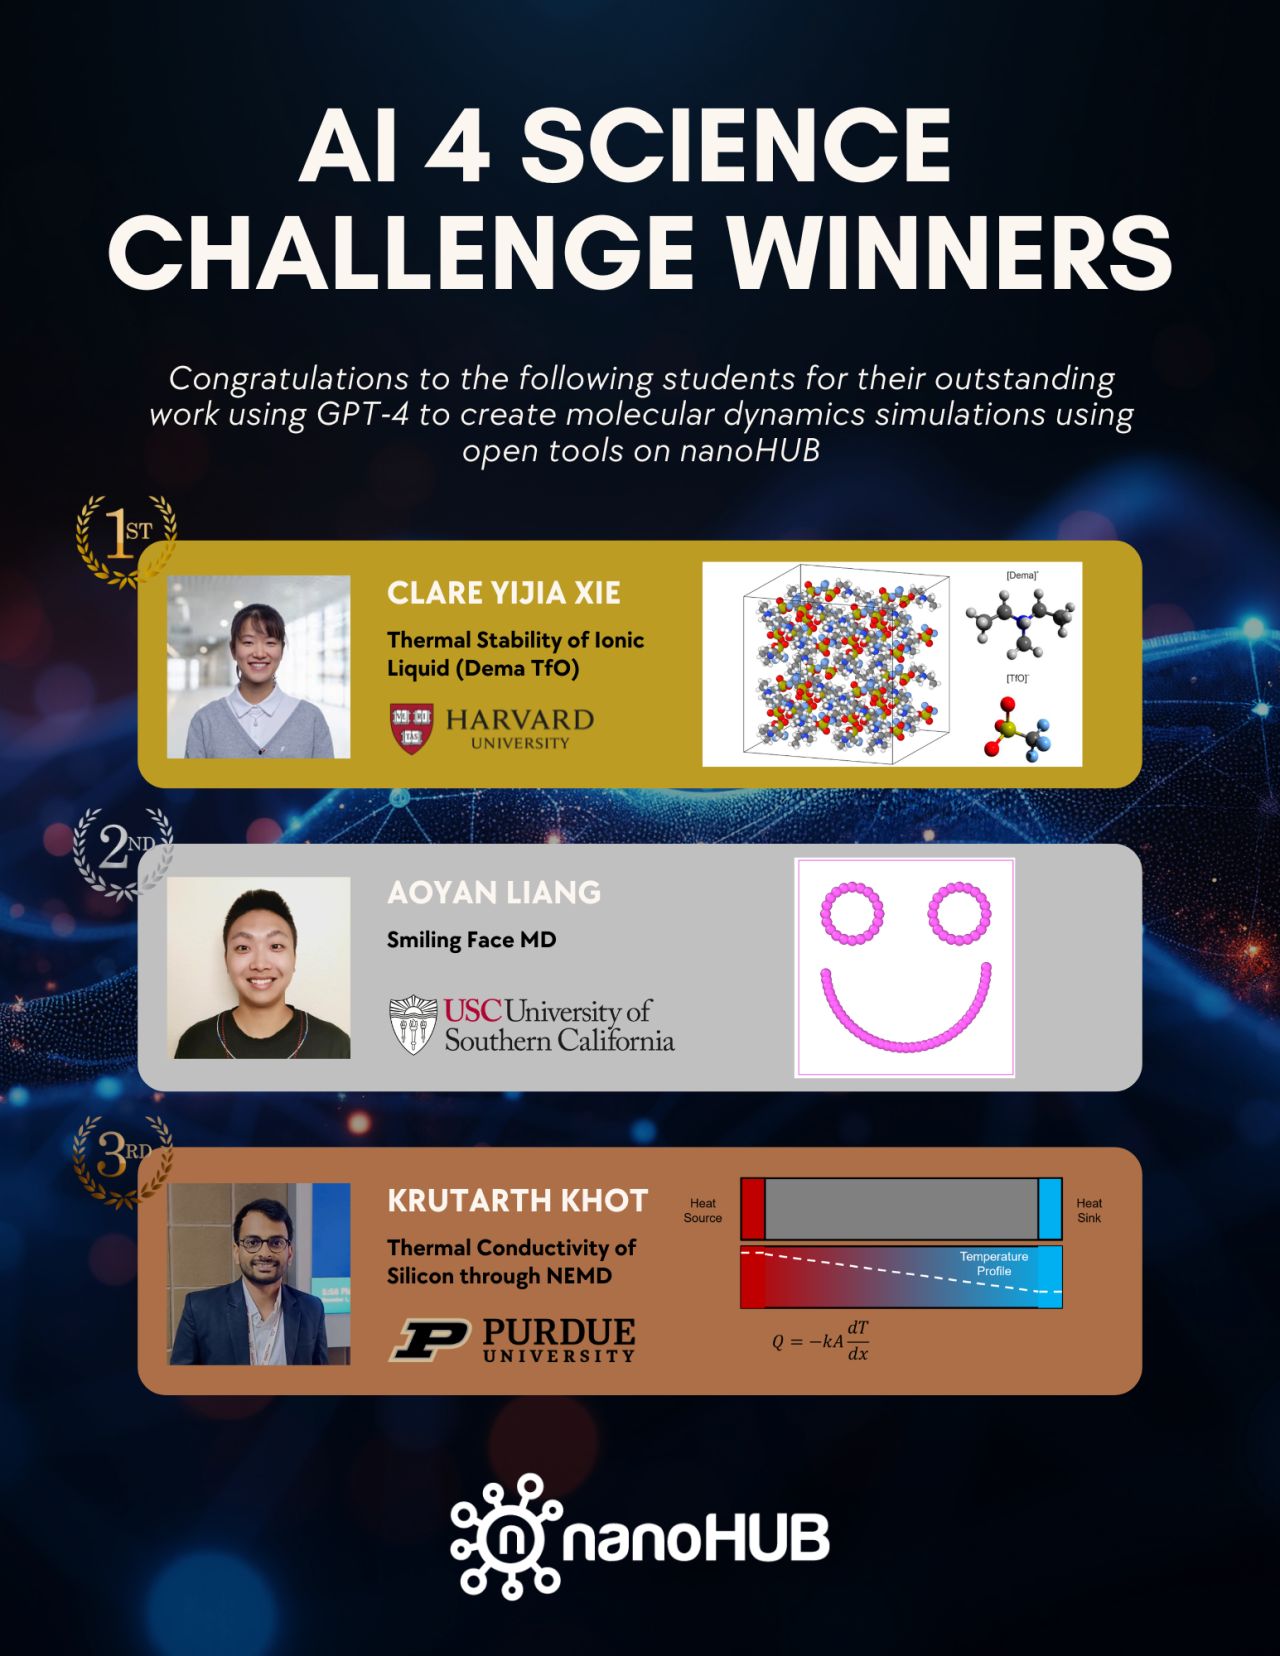 AI 4 SCIENCE
CHALLENGE WINNERS
Congratulations to the following students for their outstanding
work using GPT-4 to create molecular dynamics simulations using
open tools on nanoHUB
1ST
CLARE YIJIA XIE
Thermal Stability of Ionic
Liquid (Dema TfO)
HARVARD
UNIVERSITY
[Dema]⁺
[TfO]⁻
2ND
AOYAN LIANG
Smiling Face MD
USC University of
Southern California
3RD
KRUTARTH KHOT
Thermal Conductivity of
Silicon through NEMD
P PURDUE
UNIVERSITY
Heat
Source
Heat
Sink
Temperature
Profile
Q = −kA dT/dx
n nanoHUB